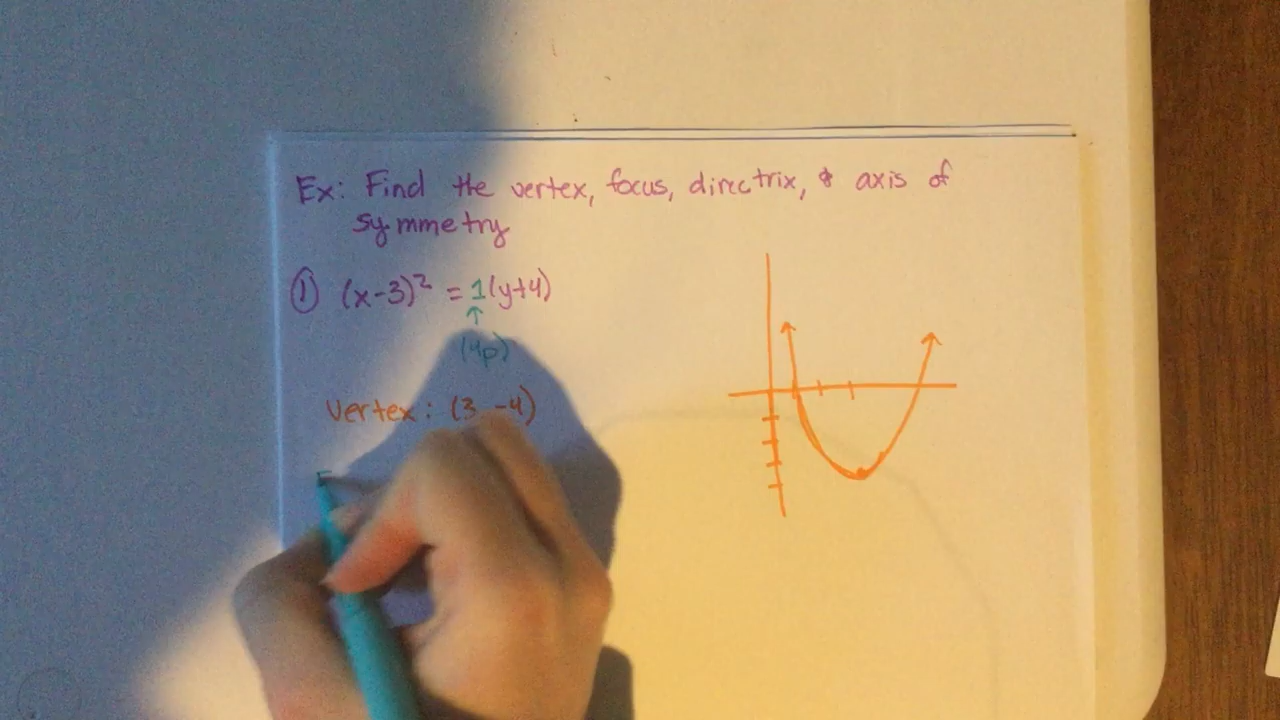 Ex: Find the vertex, focus, directrix, & axis of
symmetry
① (x-3)² = 1(y+4)
↑
(4p)
Vertex: (3, -4)
F